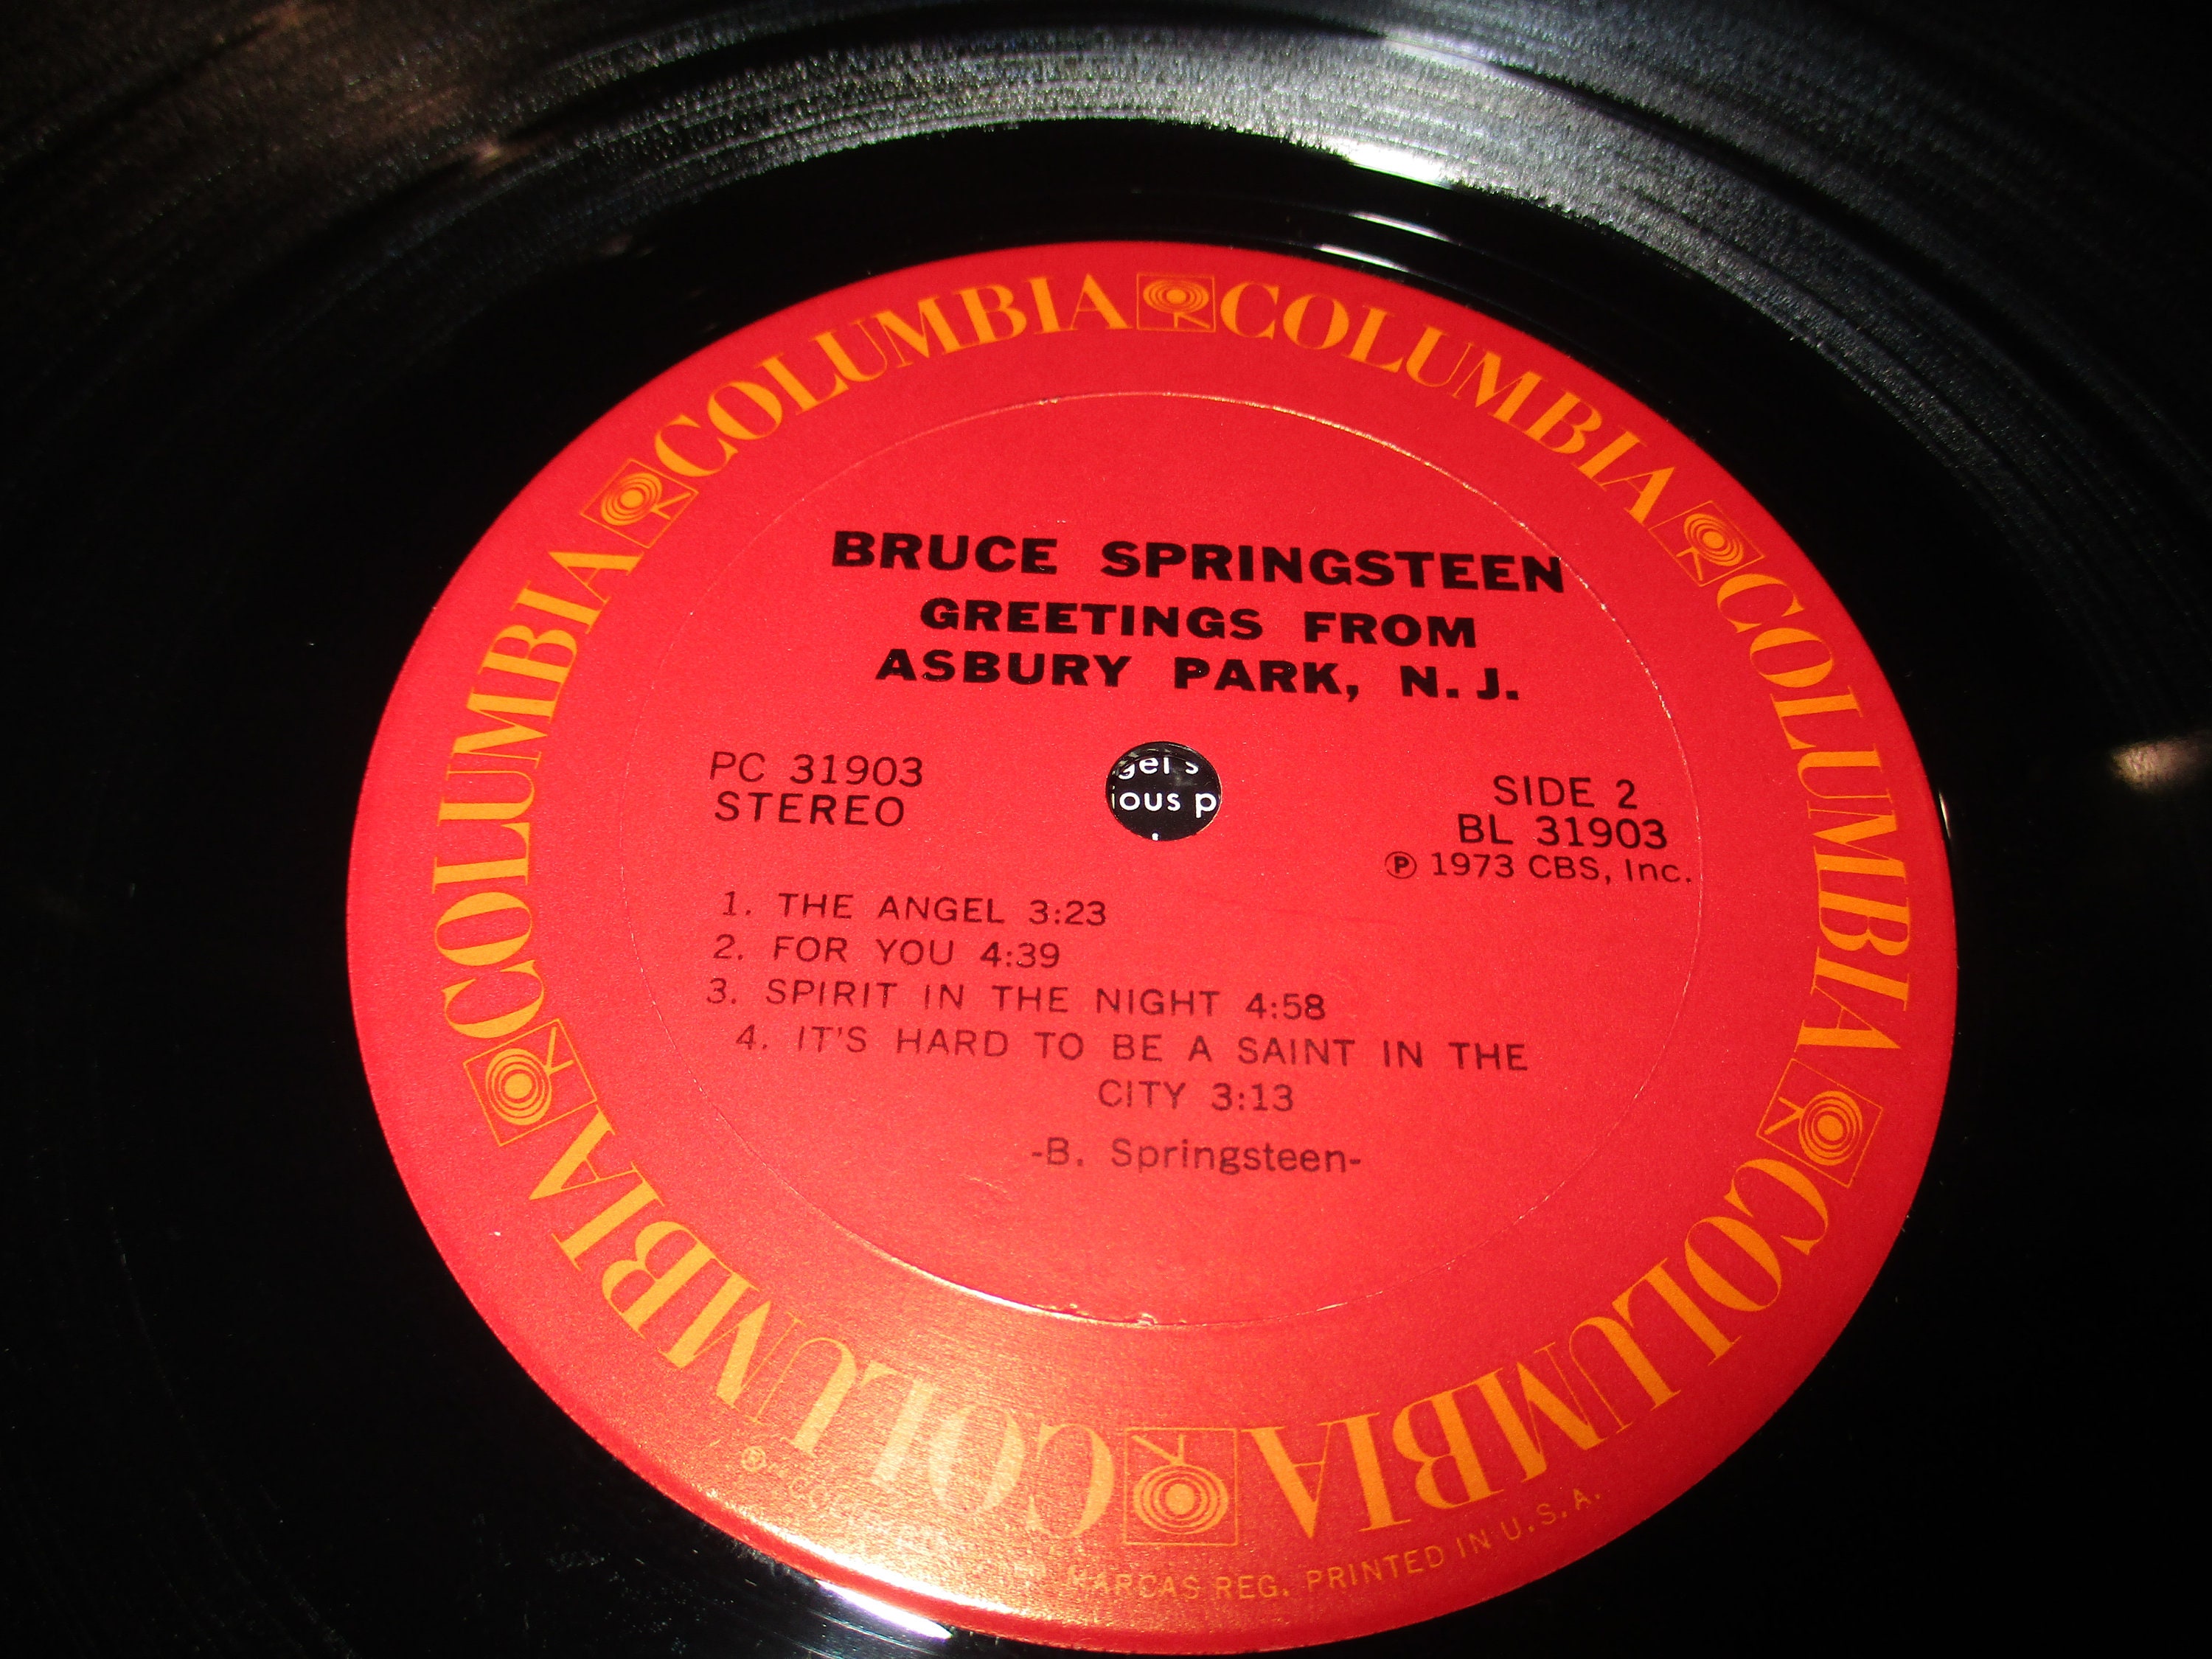 COLUMBIA COLUMBIA COLUMBIA COLUMBIA COLUMBIA COLUMBIA
BRUCE SPRINGSTEEN
GREETINGS FROM
ASBURY PARK, N.J.
PC 31903
STEREO
SIDE 2
BL 31903
Ⓟ 1973 CBS, Inc.
ious p
1. THE ANGEL 3:23
2. FOR YOU 4:39
3. SPIRIT IN THE NIGHT 4:58
4. IT'S HARD TO BE A SAINT IN THE
CITY 3:13
-B. Springsteen-
MARCAS REG. PRINTED IN U.S.A.